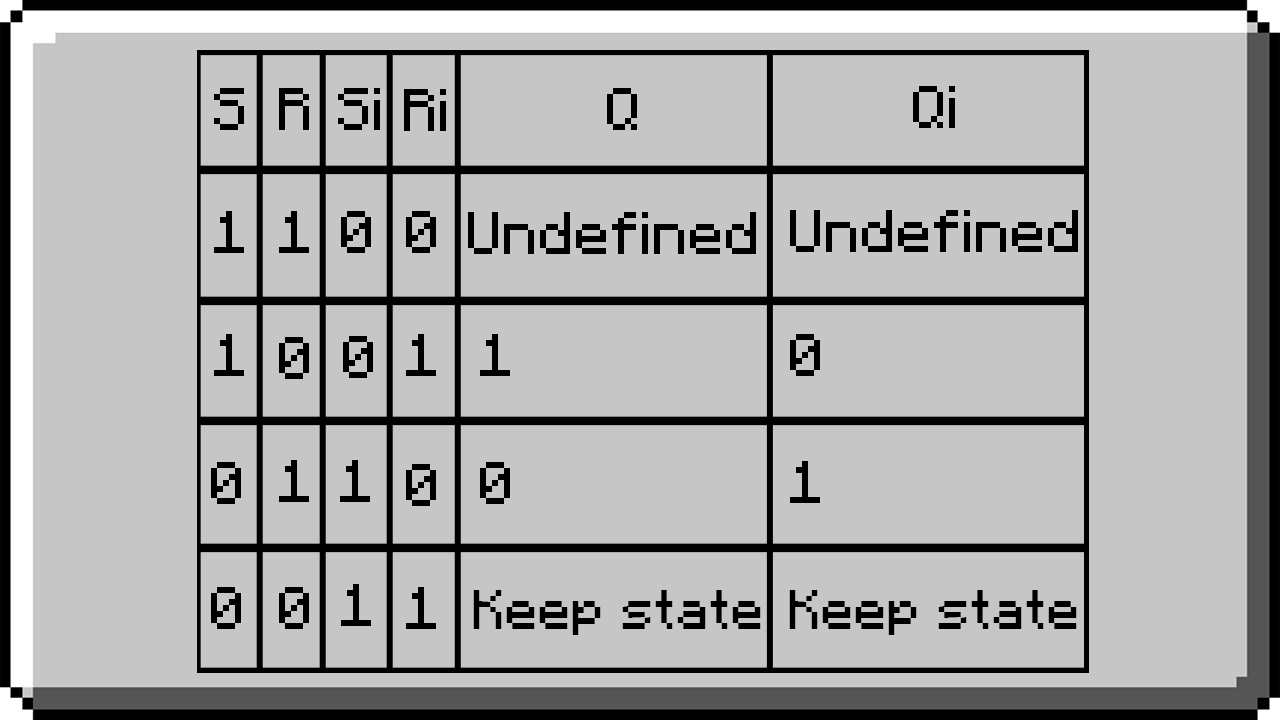 S R Si Ri Q Qi
1 1 0 0 Undefined Undefined
1 0 0 1 1 0
0 1 1 0 0 1
0 0 1 1 Keep state Keep state